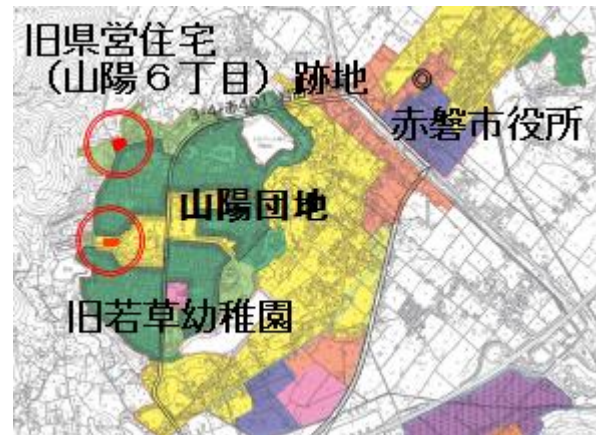 旧県営住宅
（山陽６丁目）跡地
赤磐市役所
山陽団地
旧若草幼稚園